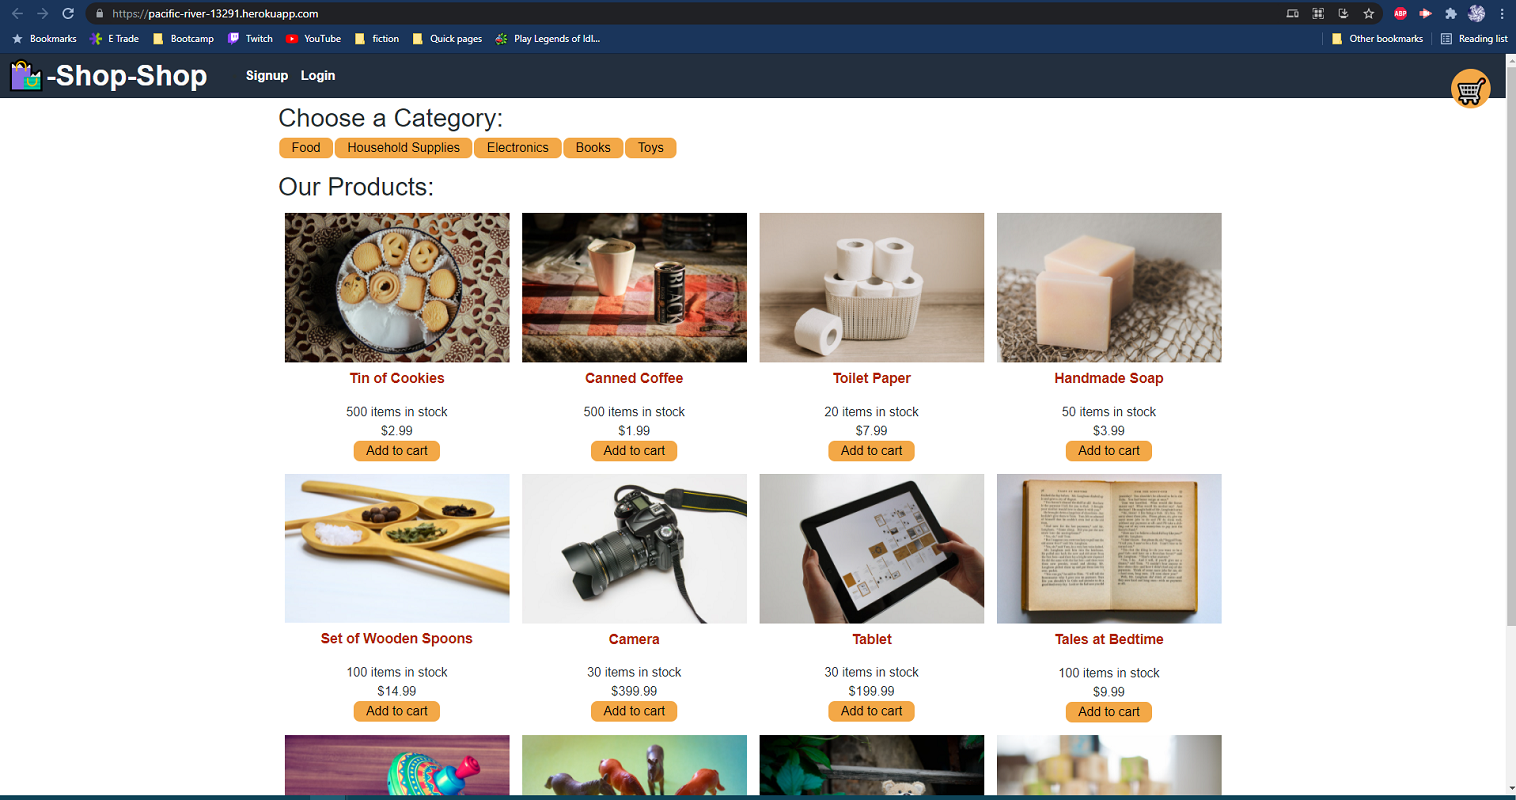 https://pacific-river-13291.herokuapp.com
ABP
Bookmarks E Trade Bootcamp Twitch YouTube fiction Quick pages Play Legends of Idl... Other bookmarks Reading list
-Shop-Shop Signup Login
Choose a Category:
Food Household Supplies Electronics Books Toys
Our Products:
BLACK
Tin of Cookies Canned Coffee Toilet Paper Handmade Soap
500 items in stock 500 items in stock 20 items in stock 50 items in stock
$2.99 $1.99 $7.99 $3.99
Add to cart Add to cart Add to cart Add to cart
Set of Wooden Spoons Camera Tablet Tales at Bedtime
100 items in stock 30 items in stock 30 items in stock 100 items in stock
$14.99 $399.99 $199.99 $9.99
Add to cart Add to cart Add to cart Add to cart